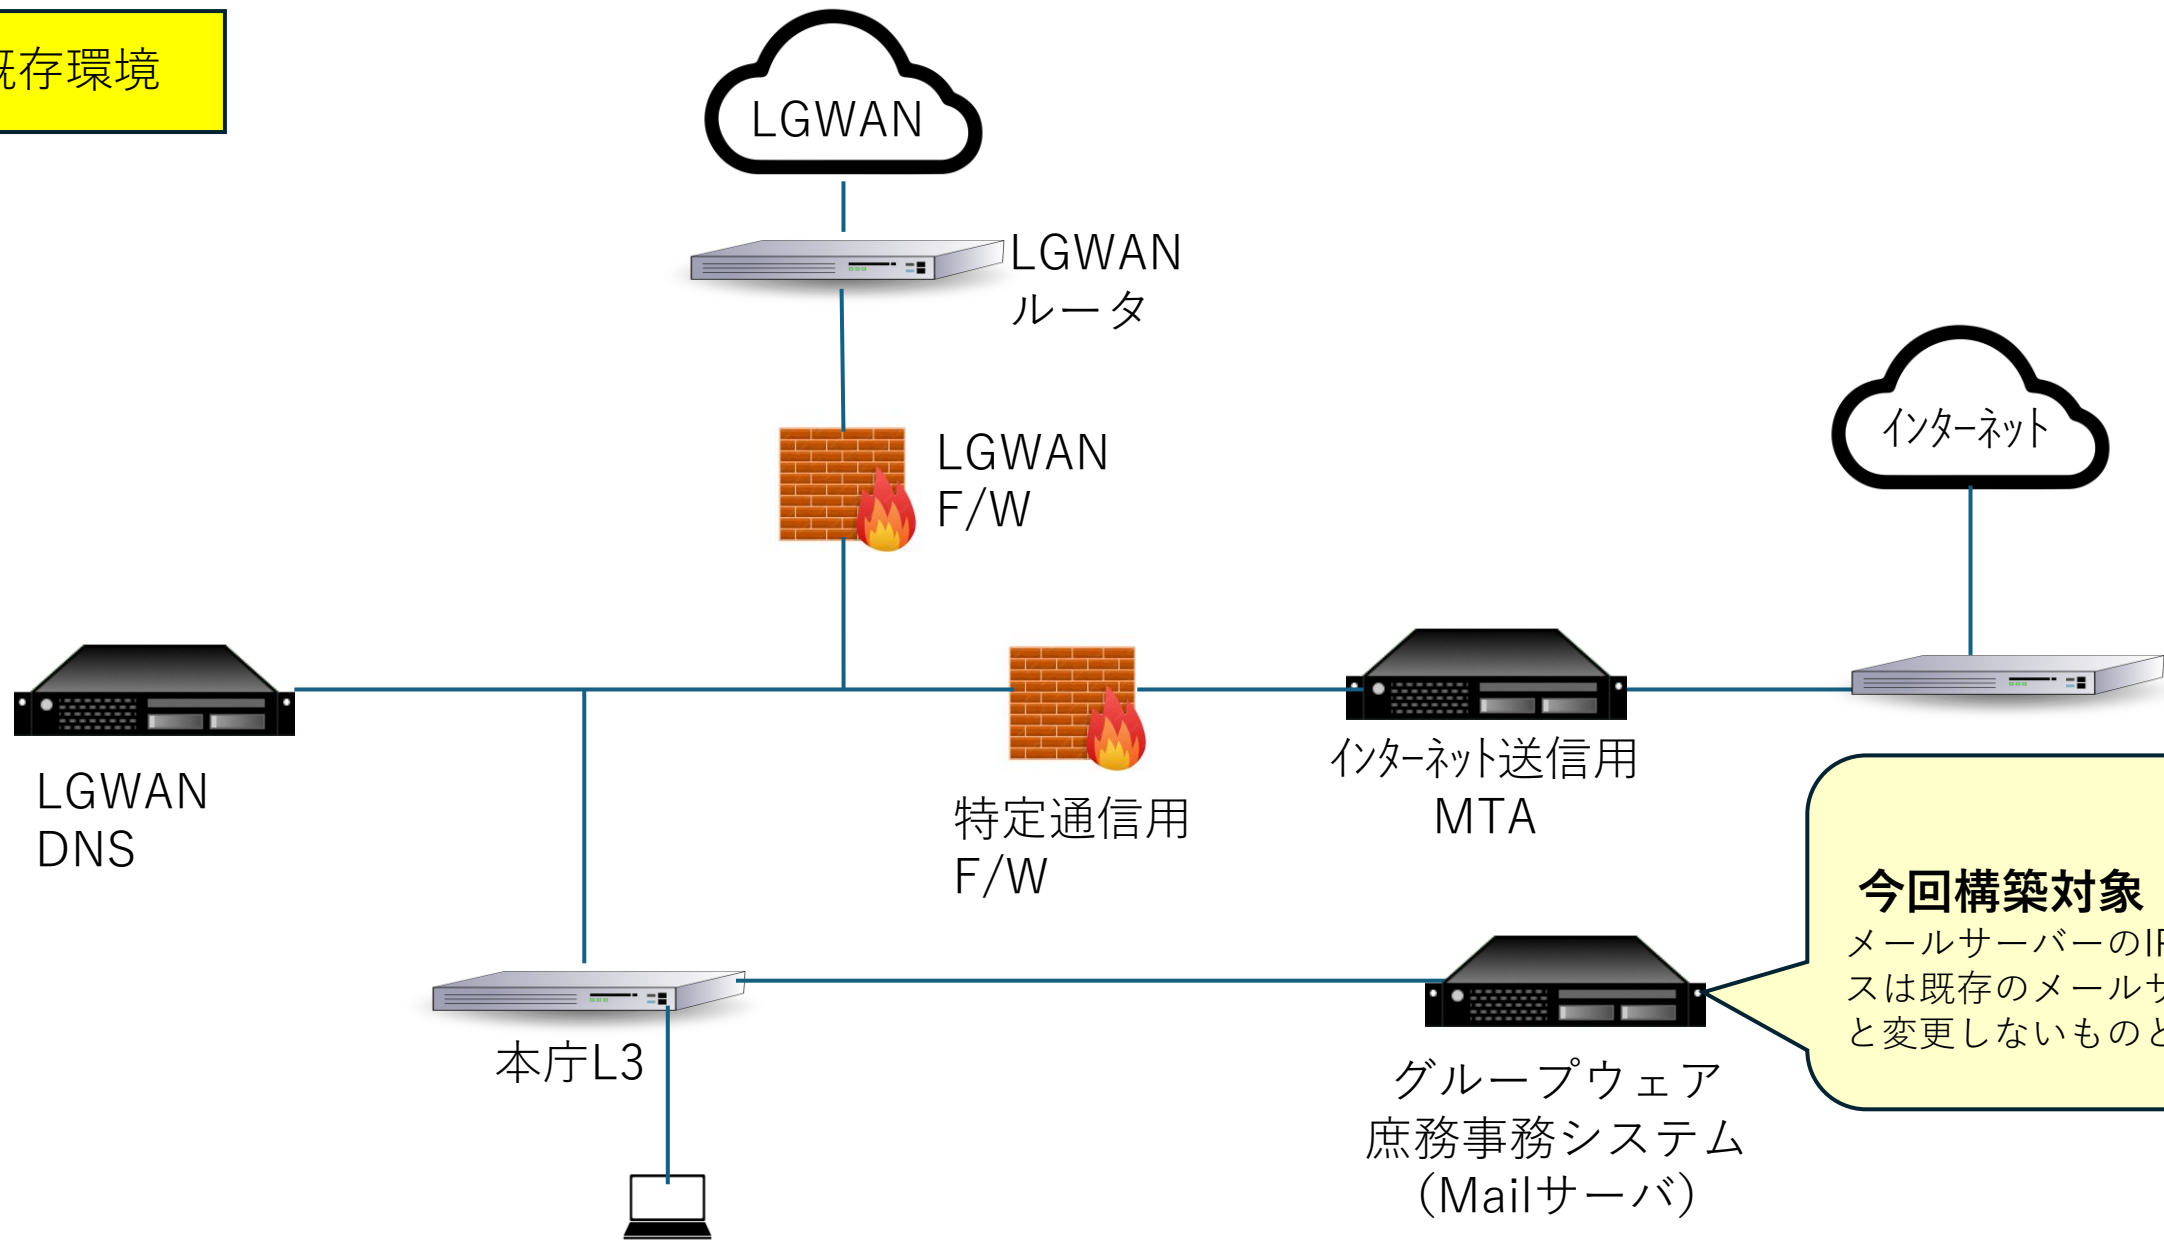 既存環境
LGWAN
LGWAN
ルータ
LGWAN
F/W
インターネット
LGWAN
DNS
特定通信用
F/W
インターネット送信用
MTA
今回構築対象
メールサーバーのIP
スは既存のメールサ
と変更しないものと
本庁L3
グループウェア
庶務事務システム
（Mailサーバ）